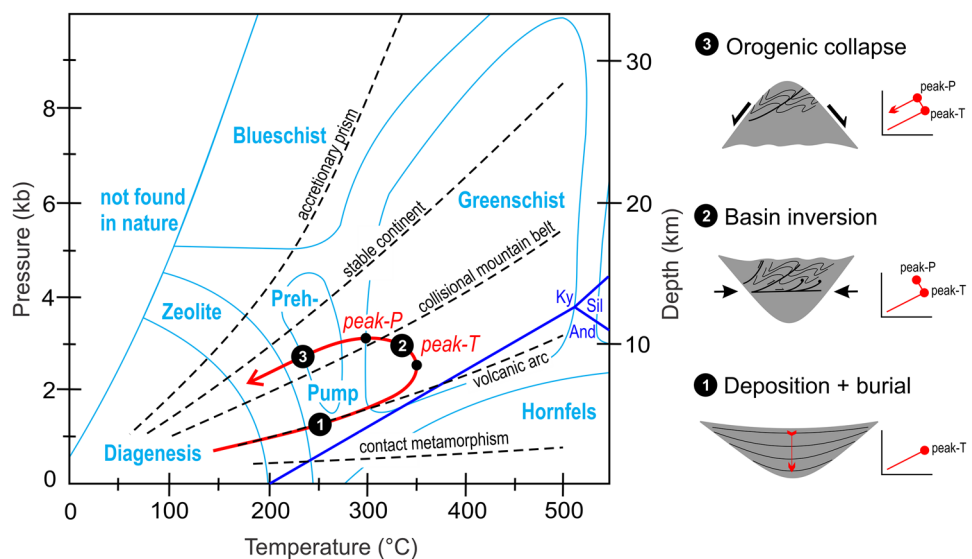 Pressure (kb)
8
6
4
2
0
0
100
200
300
400
500
Temperature (°C)
30
20
10
Depth (km)
not found
in nature
Blueschist
Zeolite
Preh-
Pump
Greenschist
Hornfels
Diagenesis
accretionary prism
stable continent
collisional mountain belt
volcanic arc
contact metamorphism
Ky
Sil
And
peak-P
peak-T
1
2
3
3 Orogenic collapse
peak-P
peak-T
2 Basin inversion
peak-P
peak-T
1 Deposition + burial
peak-T